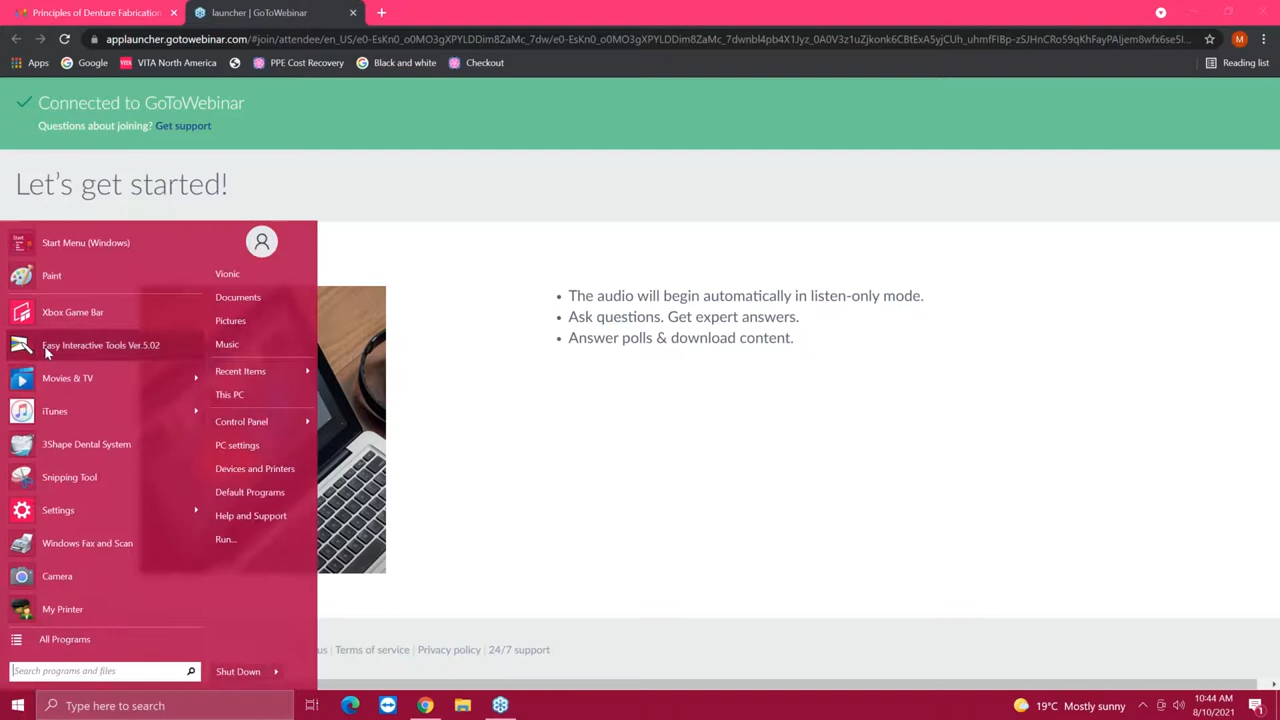 Principles of Denture Fabrication
launcher | GoToWebinar
applauncher.gotowebinar.com/#join/attendee/en_US/
Apps
Google
VITA North America
PPE Cost Recovery
Black and white
Checkout
Reading list
M
Connected to GoToWebinar
Questions about joining? Get support
Let's get started!
The audio will begin automatically in listen-only mode.
Ask questions. Get expert answers.
Answer polls & download content.
Start
Start Menu (Windows)
Paint
Xbox Game Bar
Easy Interactive Tools Ver.5.02
Movies & TV
iTunes
3Shape Dental System
Snipping Tool
Settings
Windows Fax and Scan
Camera
My Printer
All Programs
Search programs and files
Vionic
Documents
Pictures
Music
Recent Items
This PC
Control Panel
PC settings
Devices and Printers
Default Programs
Help and Support
Run...
Shut Down
us | Terms of service | Privacy policy | 24/7 support
Type here to search
19°C Mostly sunny
10:44 AM
8/10/2021
1